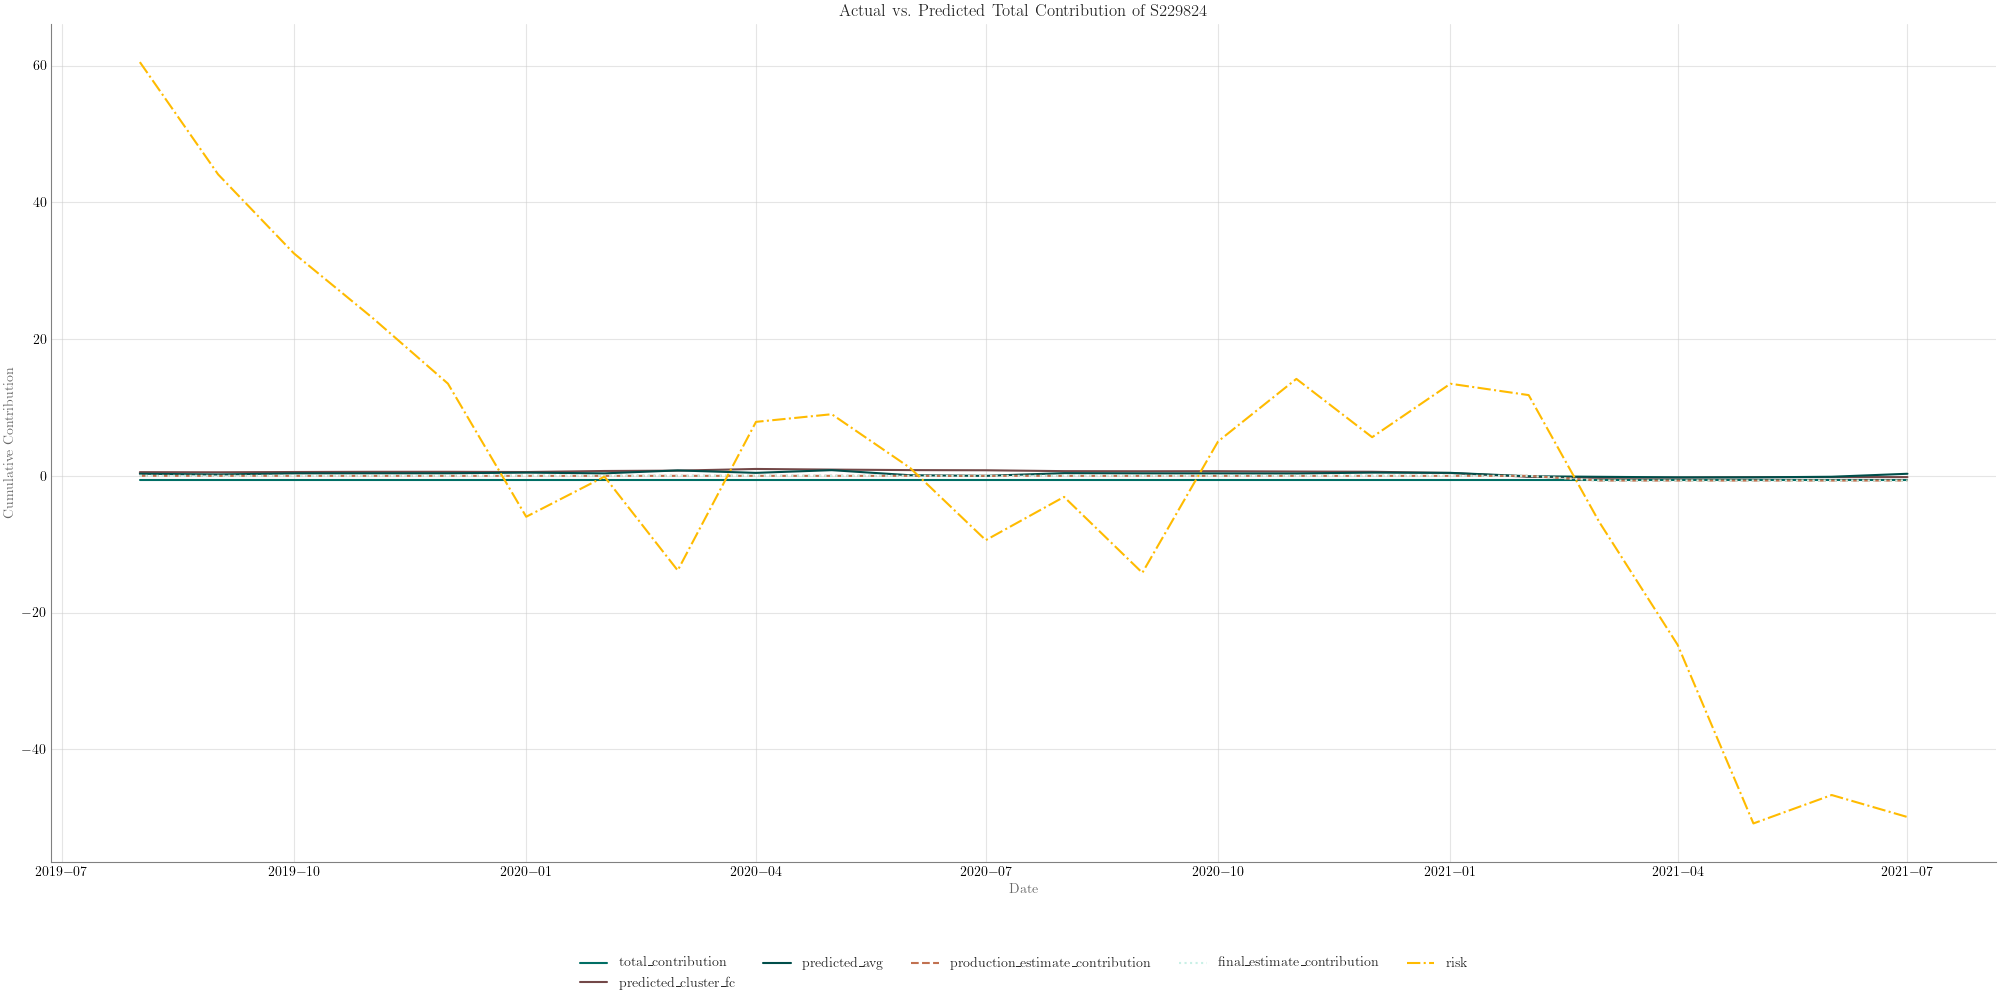 Actual vs. Predicted Total Contribution of S229824
Cumulative Contribution
60
40
20
0
−20
−40
2019−07
2019−10
2020−01
2020−04
2020−07
2020−10
2021−01
2021−04
2021−07
Date
total_contribution
predicted_cluster_fc
predicted_avg
production_estimate_contribution
final_estimate_contribution
risk